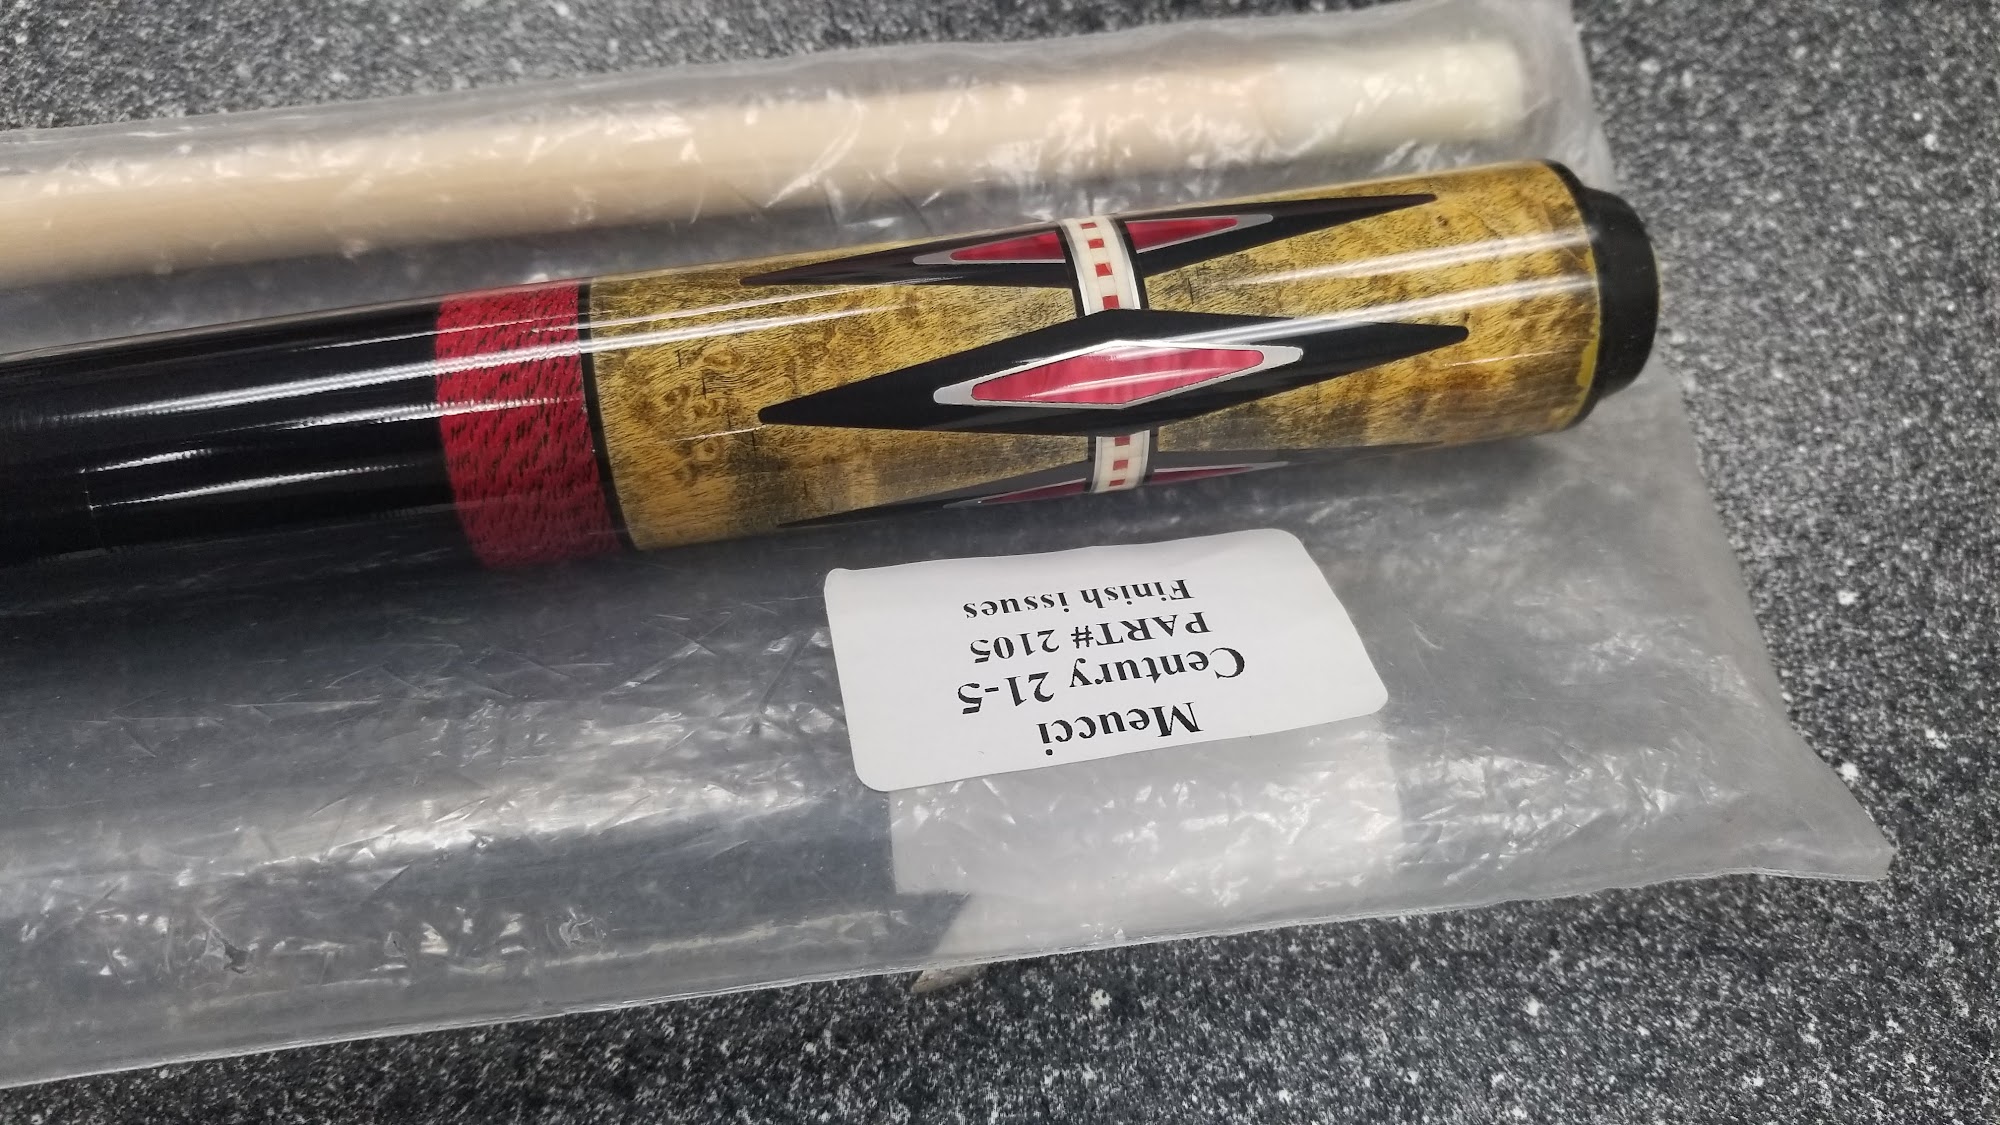 Meucci
Century 21-5
PART# 2105
Finish issues